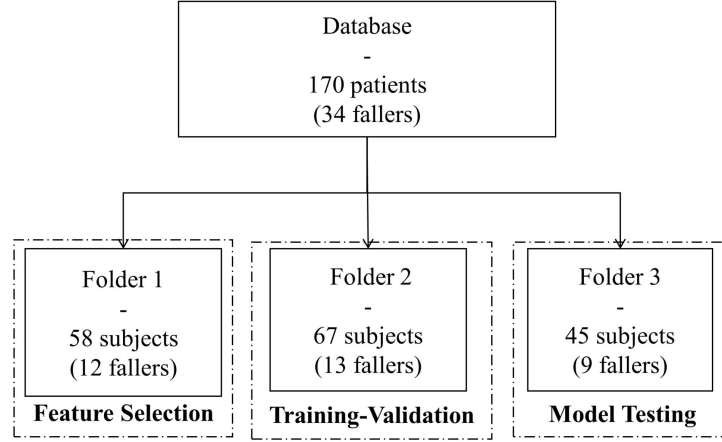 Database
-
170 patients
(34 fallers)
Folder 1
-
58 subjects
(12 fallers)
Feature Selection
Folder 2
-
67 subjects
(13 fallers)
Training-Validation
Folder 3
-
45 subjects
(9 fallers)
Model Testing